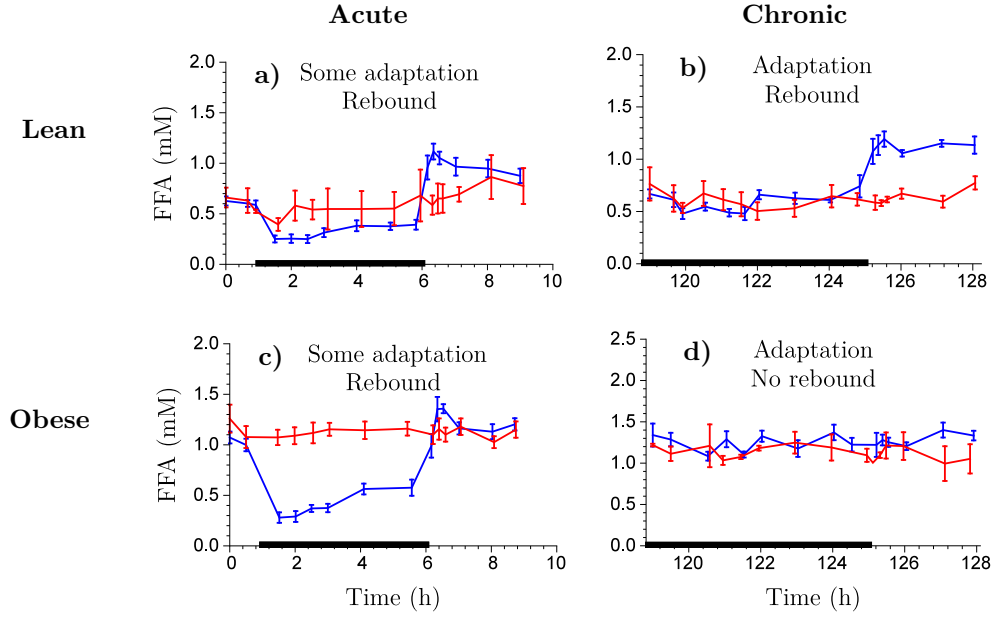 Acute
Chronic
Lean
Obese
a)
Some adaptation
Rebound
FFA (mM)
2.0
1.5
1.0
0.5
0.0
0
2
4
6
8
10
b)
Adaptation
Rebound
2.0
1.5
1.0
0.5
0.0
120
122
124
126
128
c)
Some adaptation
Rebound
FFA (mM)
2.0
1.5
1.0
0.5
0.0
0
2
4
6
8
10
Time (h)
d)
Adaptation
No rebound
2.5
2.0
1.5
1.0
0.5
0.0
120
122
124
126
128
Time (h)